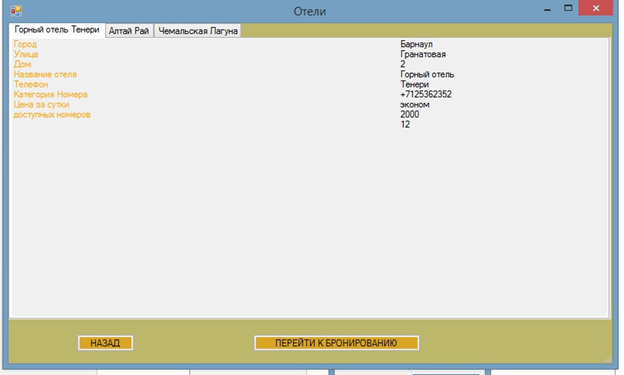 Отели
Горный отель Тенери Алтай Рай Чемальская Лагуна
Город Барнаул
Улица Гранатовая
Дом 2
Название отеля Горный отель
Телефон Тенери
Категория Номера +7125362352
Цена за сутки эконом
доступных номеров 2000
12
НАЗАД ПЕРЕЙТИ К БРОНИРОВАНИЮ